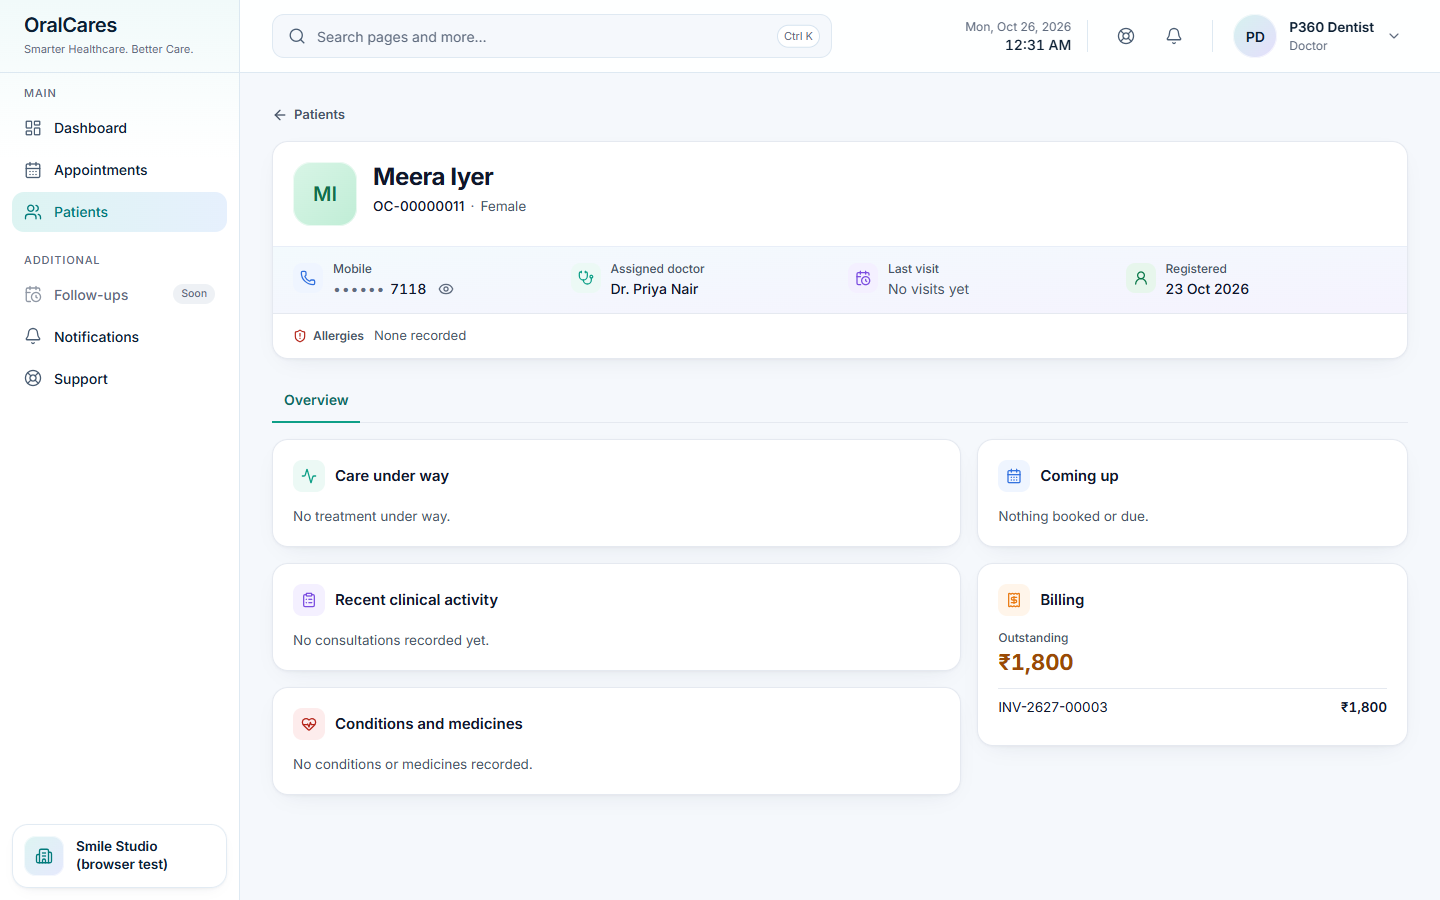 OralCares
Smarter Healthcare. Better Care.
MAIN
Dashboard
Appointments
Patients
ADDITIONAL
Follow-ups Soon
Notifications
Support
Smile Studio
(browser test)
Search pages and more... Ctrl K
Mon, Oct 26, 2026
12:31 AM
PD
P360 Dentist
Doctor
Patients
MI
Meera Iyer
OC-00000011 · Female
Mobile
•••••• 7118
Assigned doctor
Dr. Priya Nair
Last visit
No visits yet
Registered
23 Oct 2026
Allergies None recorded
Overview
Care under way
No treatment under way.
Recent clinical activity
No consultations recorded yet.
Conditions and medicines
No conditions or medicines recorded.
Coming up
Nothing booked or due.
Billing
Outstanding
₹1,800
INV-2627-00003 ₹1,800